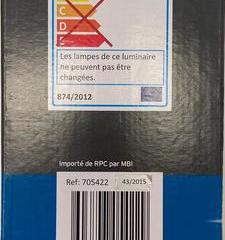 C
D
E
Les lampes de ce luminaire
ne peuvent pas être
changées.
874/2012
Importé de RPC par MBI
Ref: 705422
43/2015